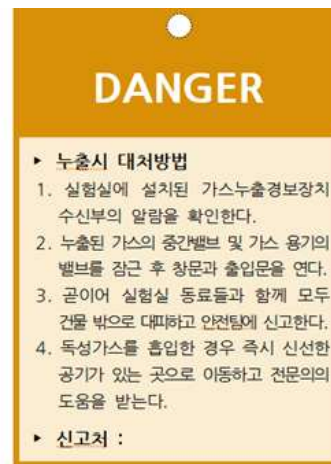 DANGER
▶ 누출시 대처방법
1. 실험실에 설치된 가스누출경보장치
수신부의 알람을 확인한다.
2. 누출된 가스의 중간밸브 및 가스 용기의
밸브를 잠근 후 창문과 출입문을 연다.
3. 곧이어 실험실 동료들과 함께 모두
건물 밖으로 대피하고 안전팀에 신고한다.
4. 독성가스를 흡입한 경우 즉시 신선한
공기가 있는 곳으로 이동하고 전문의의
도움을 받는다.
▶ 신고처 :